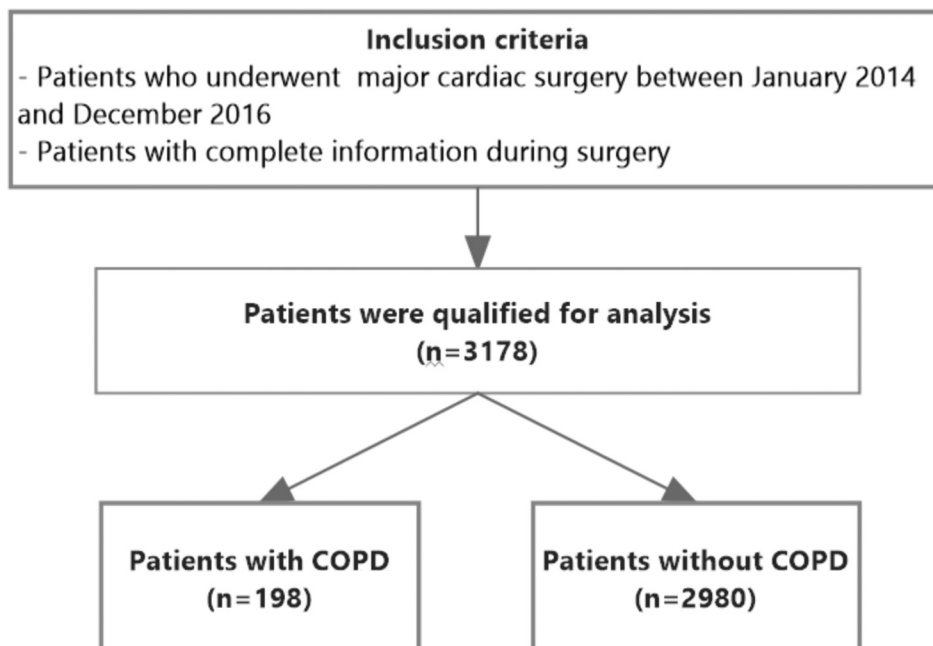 Inclusion criteria
- Patients who underwent major cardiac surgery between January 2014
and December 2016
- Patients with complete information during surgery
Patients were qualified for analysis
(n=3178)
Patients with COPD
(n=198)
Patients without COPD
(n=2980)